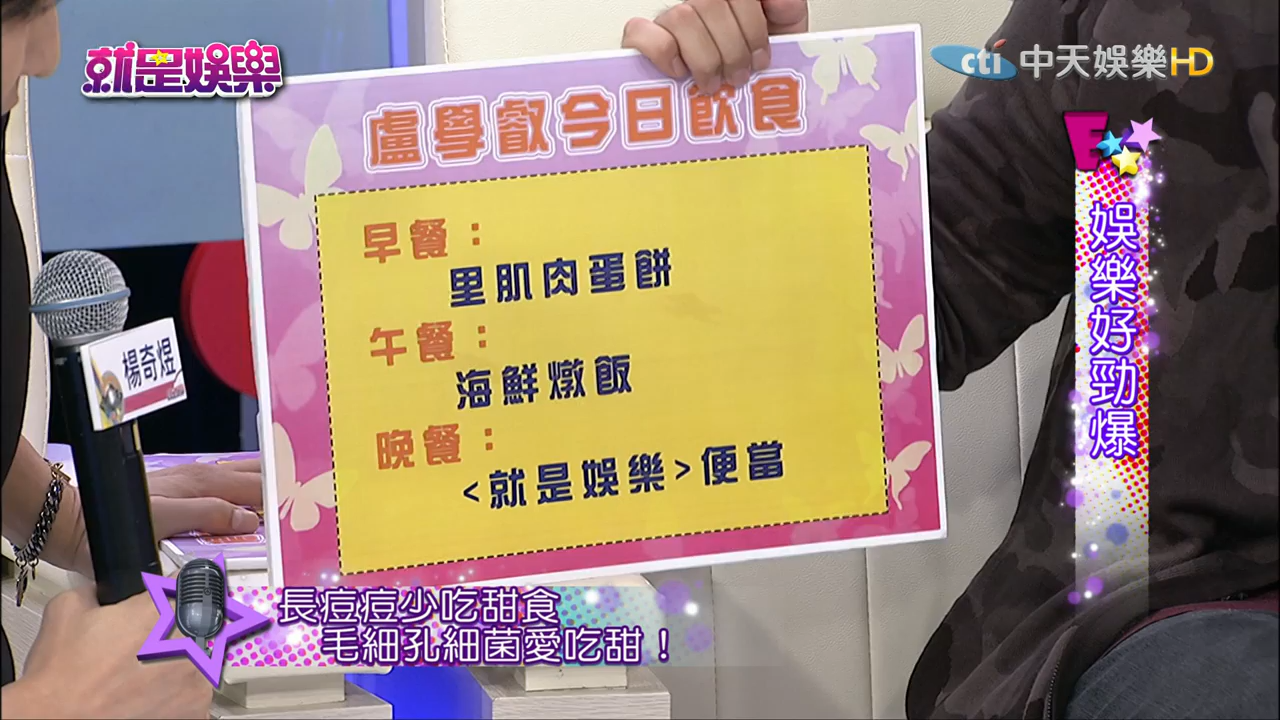 就是娛樂
cti 中天娛樂HD
盧學叡今日飲食
早餐：
里肌肉蛋餅
午餐：
海鮮燉飯
晚餐：
<就是娛樂>便當
楊奇煜
E
娛樂好勁爆
長痘痘少吃甜食
毛細孔細菌愛吃甜！